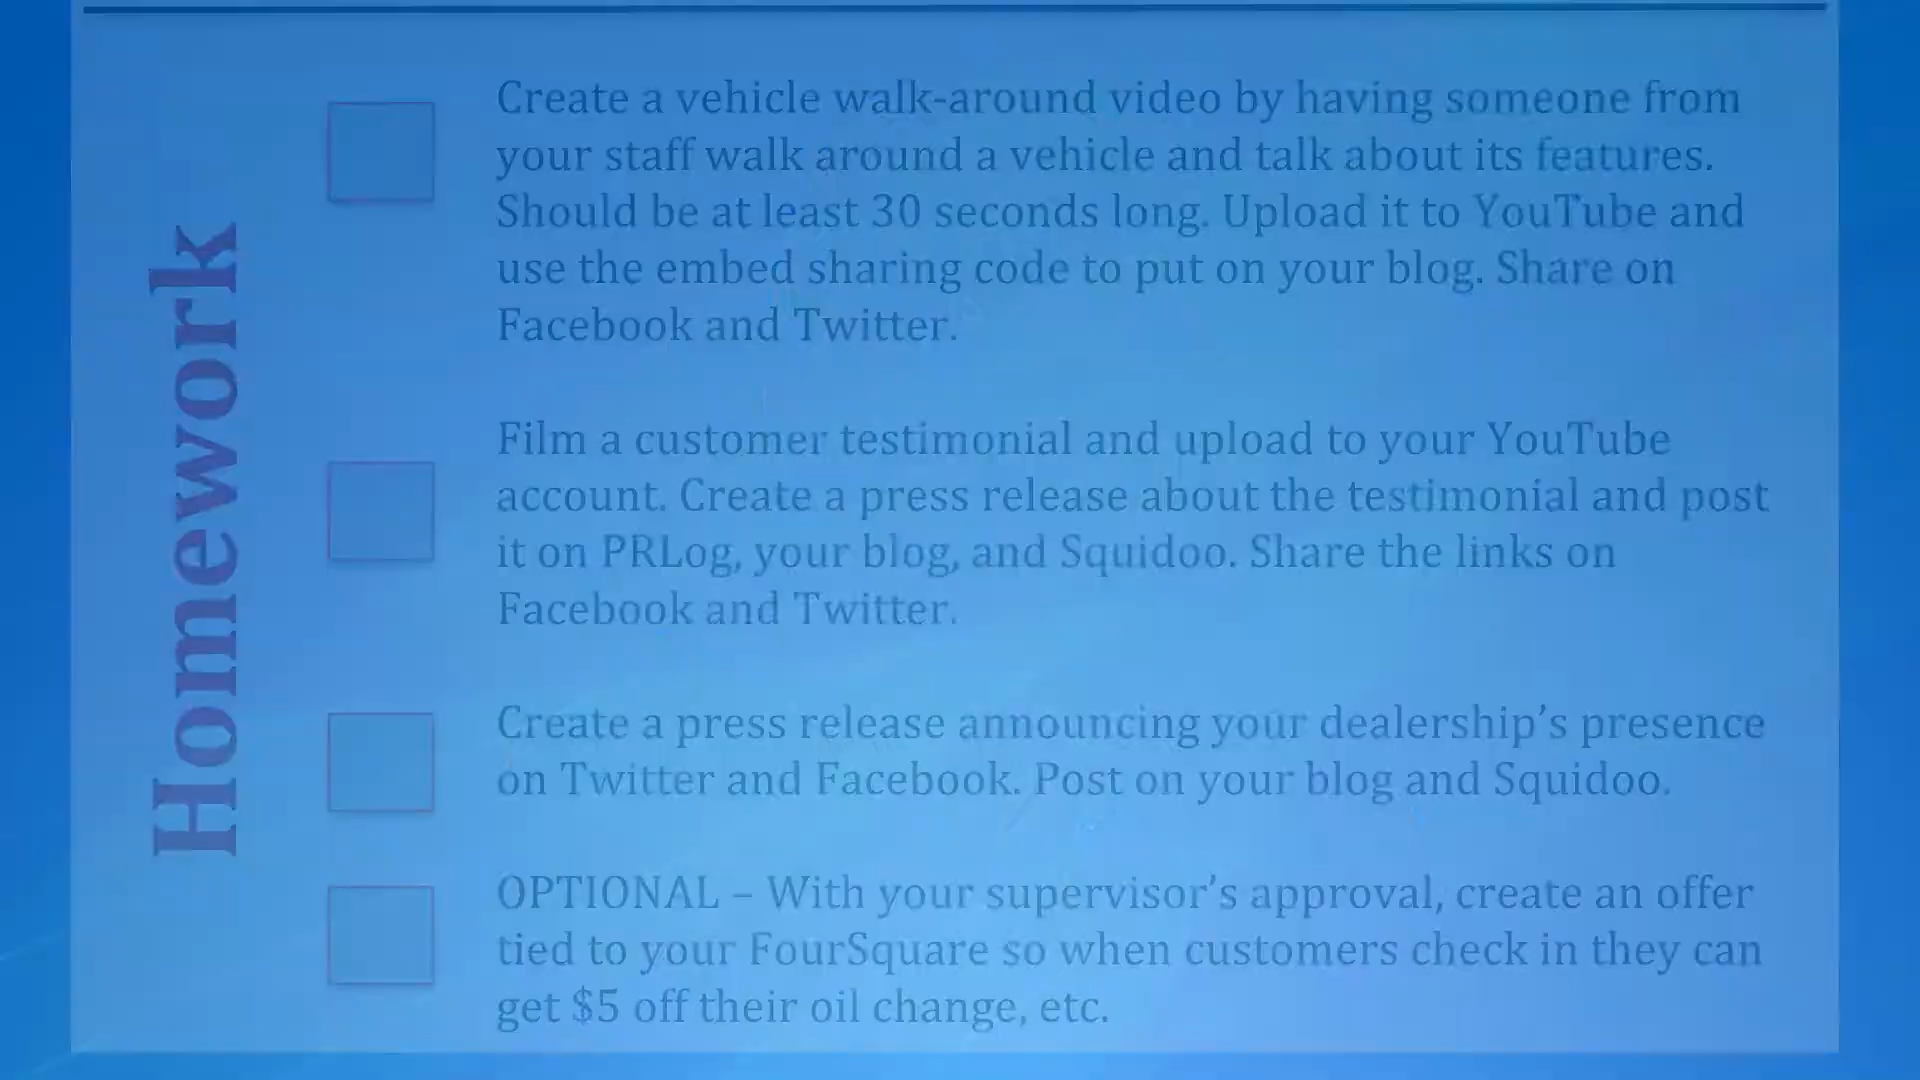 Homework
Create a vehicle walk-around video by having someone from
your staff walk around a vehicle and talk about its features.
Should be at least 30 seconds long. Upload it to YouTube and
use the embed sharing code to put on your blog. Share on
Facebook and Twitter.
Film a customer testimonial and upload to your YouTube
account. Create a press release about the testimonial and post
it on PRLog, your blog, and Squidoo. Share the links on
Facebook and Twitter.
Create a press release announcing your dealership’s presence
on Twitter and Facebook. Post on your blog and Squidoo.
OPTIONAL – With your supervisor’s approval, create an offer
tied to your FourSquare so when customers check in they can
get $5 off their oil change, etc.